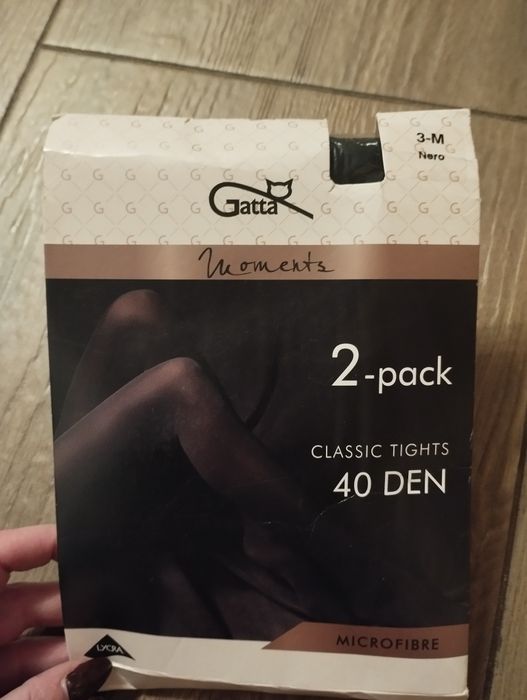 3-M
Nero
Gatta
Moments
2-pack
CLASSIC TIGHTS
40 DEN
MICROFIBRE
LYCRA